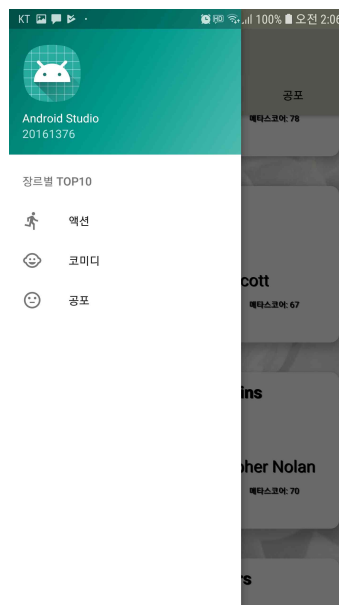 KT 100% 오전 2:06
공포
메타스코어: 78
Android Studio
20161376
장르별 TOP10
액션
코미디
공포
cott
메타스코어: 67
ins
her Nolan
메타스코어: 70
's